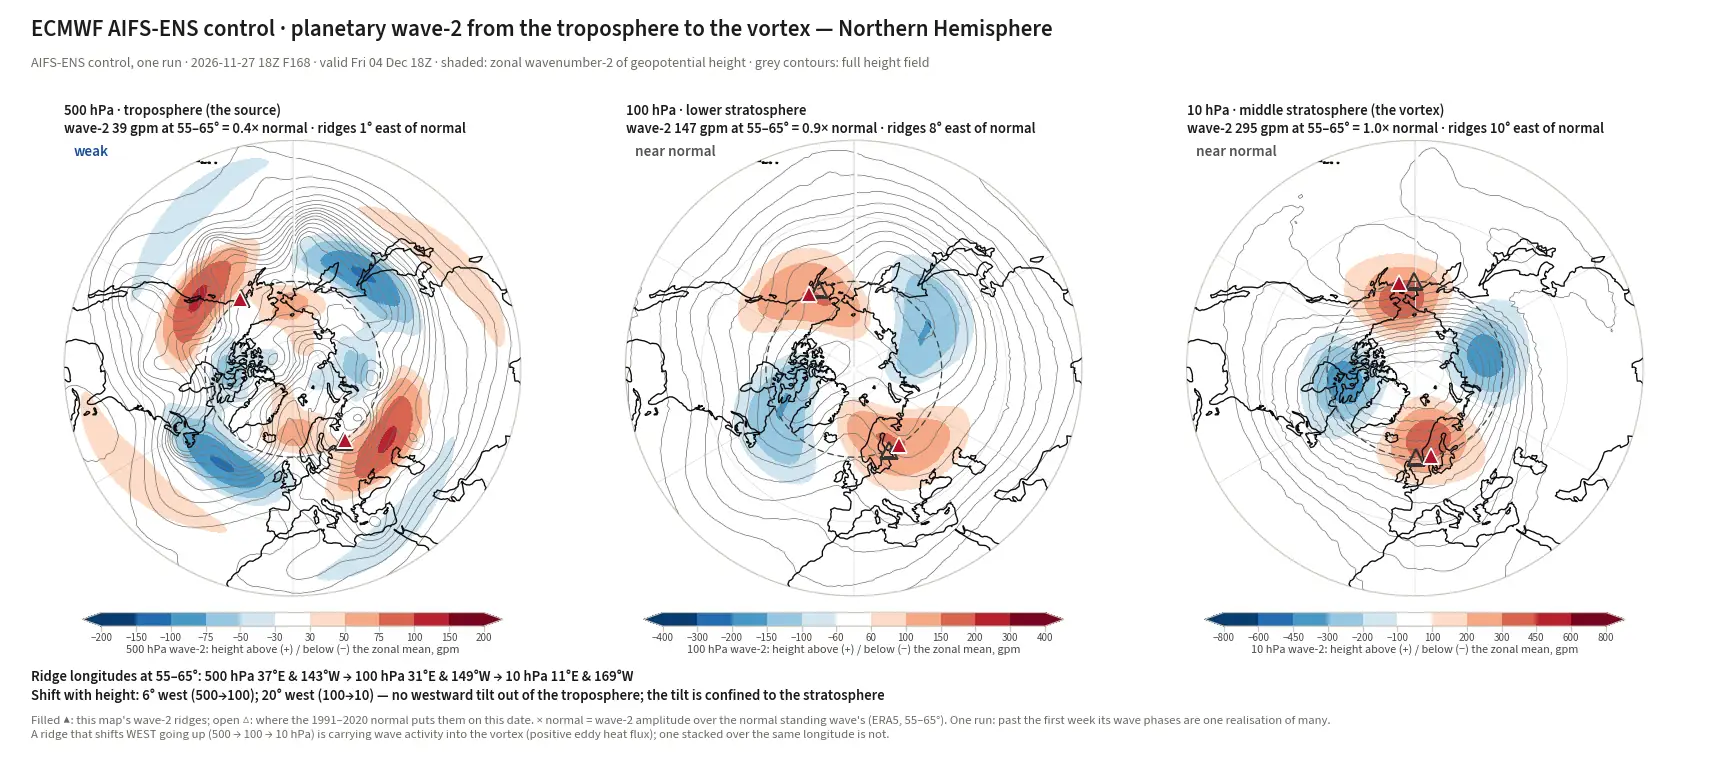 ECMWF AIFS-ENS control · planetary wave-2 from the troposphere to the vortex — Northern Hemisphere
AIFS-ENS control, one run · 2026-11-27 18Z F168 · valid Fri 04 Dec 18Z · shaded: zonal wavenumber-2 of geopotential height · grey contours: full height field
500 hPa · troposphere (the source)
wave-2 39 gpm at 55–65° = 0.4× normal · ridges 1° east of normal
weak
100 hPa · lower stratosphere
wave-2 147 gpm at 55–65° = 0.9× normal · ridges 8° east of normal
near normal
10 hPa · middle stratosphere (the vortex)
wave-2 295 gpm at 55–65° = 1.0× normal · ridges 10° east of normal
near normal
−200 −150 −100 −75 −50 −30 30 50 75 100 150 200
500 hPa wave-2: height above (+) / below (−) the zonal mean, gpm
−400 −300 −200 −150 −100 −60 60 100 150 200 300 400
100 hPa wave-2: height above (+) / below (−) the zonal mean, gpm
−800 −600 −450 −300 −200 −100 100 200 300 450 600 800
10 hPa wave-2: height above (+) / below (−) the zonal mean, gpm
Ridge longitudes at 55–65°: 500 hPa 37°E & 143°W → 100 hPa 31°E & 149°W → 10 hPa 11°E & 169°W
Shift with height: 6° west (500→100); 20° west (100→10) — no westward tilt out of the troposphere; the tilt is confined to the stratosphere
Filled ▲: this map's wave-2 ridges; open △: where the 1991–2020 normal puts them on this date. × normal = wave-2 amplitude over the normal standing wave's (ERA5, 55–65°). One run: past the first week its wave phases are one realisation of many.
A ridge that shifts WEST going up (500 → 100 → 10 hPa) is carrying wave activity into the vortex (positive eddy heat flux); one stacked over the same longitude is not.